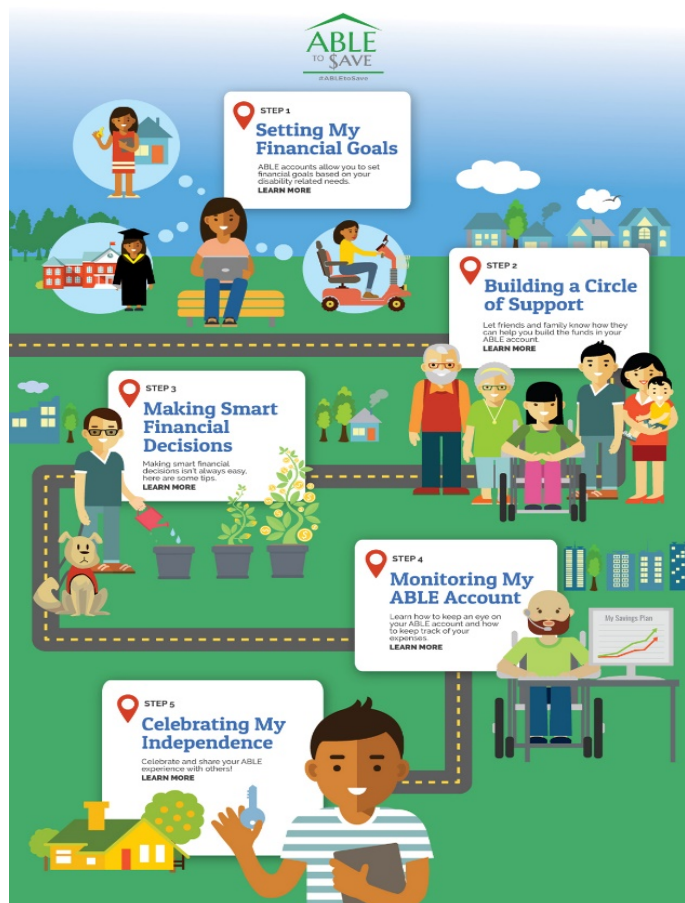 ABLE
TO $AVE
#ABLEtoSave
STEP 1
Setting My
Financial Goals
ABLE accounts allow you to set
financial goals based on your
disability related needs.
LEARN MORE
STEP 2
Building a Circle
of Support
Let friends and family know how they
can help you build the funds in your
ABLE account.
LEARN MORE
STEP 3
Making Smart
Financial
Decisions
Making smart financial
decisions isn't always easy,
here are some tips.
LEARN MORE
STEP 4
Monitoring My
ABLE Account
Learn how to keep an eye on
your ABLE account and how
to keep track of your
expenses.
LEARN MORE
My Savings Plan
STEP 5
Celebrating My
Independence
Celebrate and share your ABLE
experience with others!
LEARN MORE